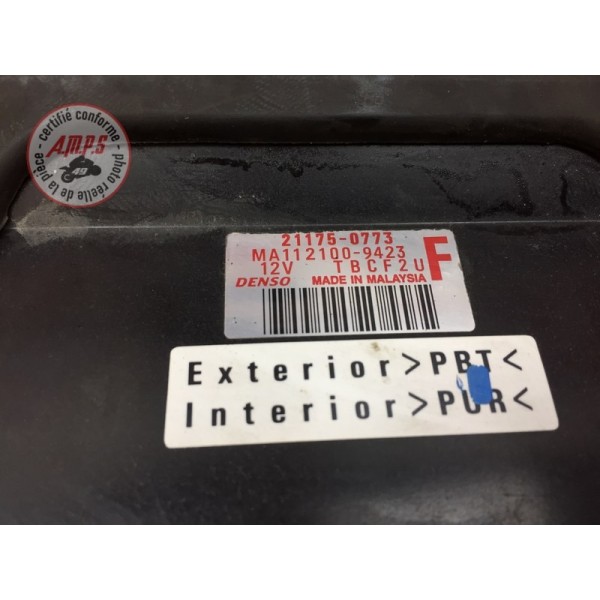 certifié conforme - photo réelle de la pièce -
A.M.P.S
49
21175-0773
MA112100-9423
12V TBCF2U F
DENSO MADE IN MALAYSIA
Exterior>PBT<
Interior>PUR<